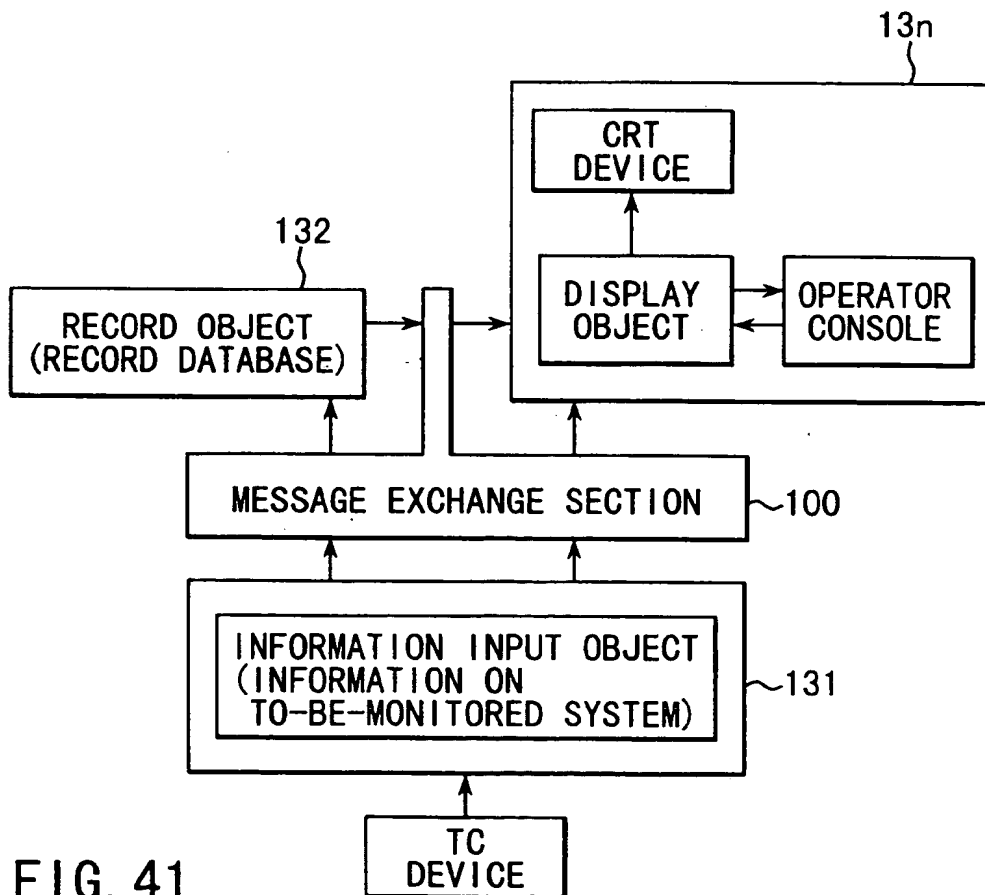 13n
CRT
DEVICE
132
RECORD OBJECT
(RECORD DATABASE)
DISPLAY
OBJECT
OPERATOR
CONSOLE
MESSAGE EXCHANGE SECTION
100
INFORMATION INPUT OBJECT
(INFORMATION ON
TO-BE-MONITORED SYSTEM)
131
TC
DEVICE
FIG. 41